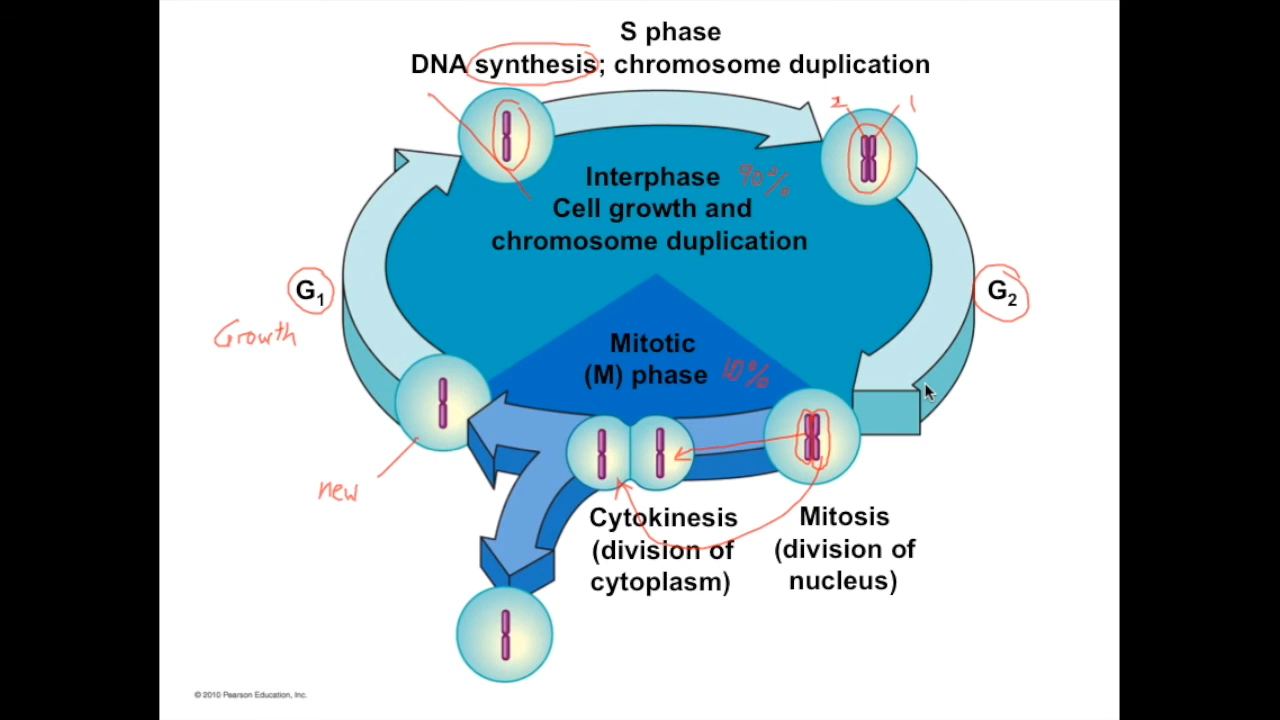 S phase
DNA synthesis; chromosome duplication
2 1
Interphase 90%
Cell growth and
chromosome duplication
G1
G2
Growth
Mitotic
(M) phase 10%
new
Cytokinesis
(division of
cytoplasm)
Mitosis
(division of
nucleus)
© 2010 Pearson Education, Inc.